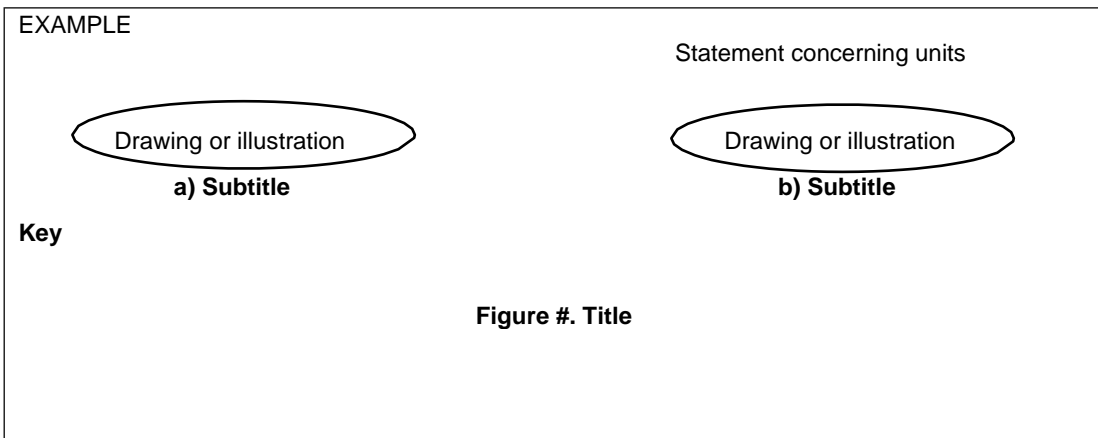 EXAMPLE
Statement concerning units
Drawing or illustration
Drawing or illustration
a) Subtitle
b) Subtitle
Key
Figure #. Title